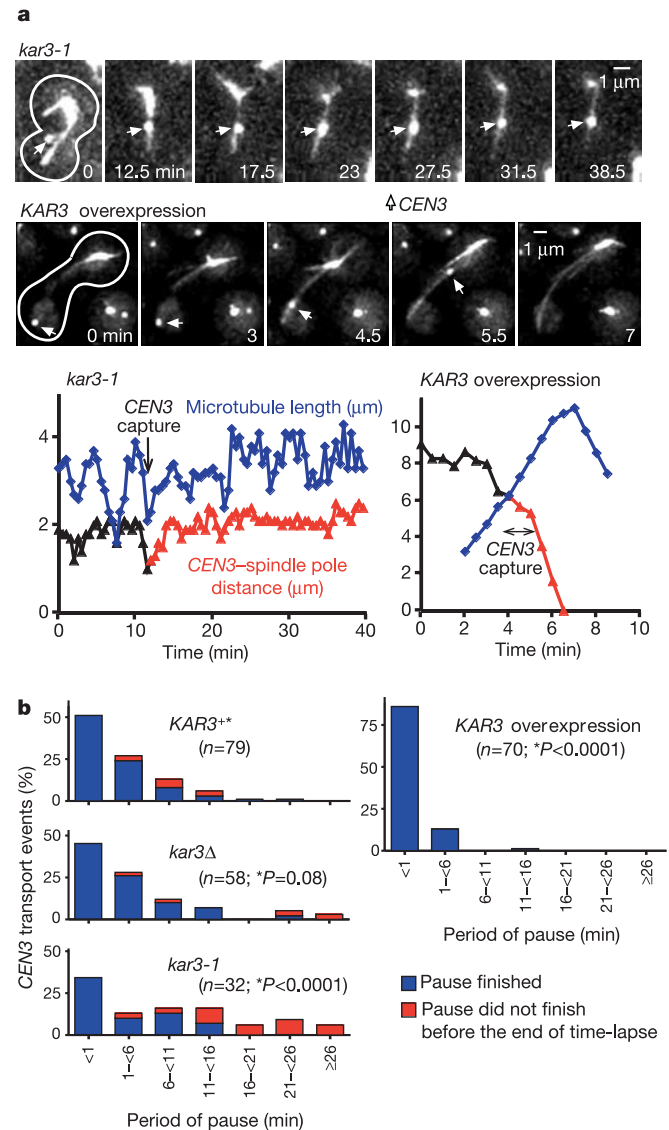 a
kar3-1
1 μm
0
12.5 min
17.5
23
27.5
31.5
38.5
CEN3
KAR3 overexpression
1 μm
0 min
3
4.5
5.5
7
kar3-1
CEN3
capture
Microtubule length (μm)
CEN3–spindle pole
distance (μm)
4
2
0
0 10 20 30 40
Time (min)
KAR3 overexpression
10
8
6
4
2
0
CEN3
capture
0 2 4 6 8
Time (min)
b
CEN3 transport events (%)
50
25
0
KAR3+*
(n=79)
50
25
0
kar3Δ
(n=58; *P=0.08)
50
25
0
kar3-1
(n=32; *P<0.0001)
<1
1–<6
6–<11
11–<16
16–<21
21–<26
≥26
Period of pause (min)
75
50
25
0
KAR3 overexpression
(n=70; *P<0.0001)
<1
1–<6
6–<11
11–<16
16–<21
21–<26
≥26
Period of pause (min)
Pause finished
Pause did not finish
before the end of time-lapse